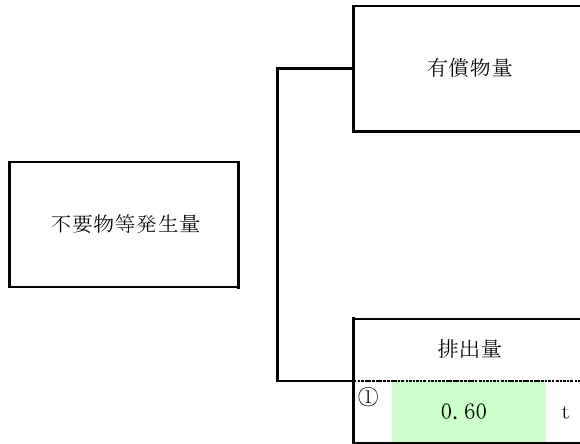 有償物量
不要物等発生量
排出量
① 0.60 t